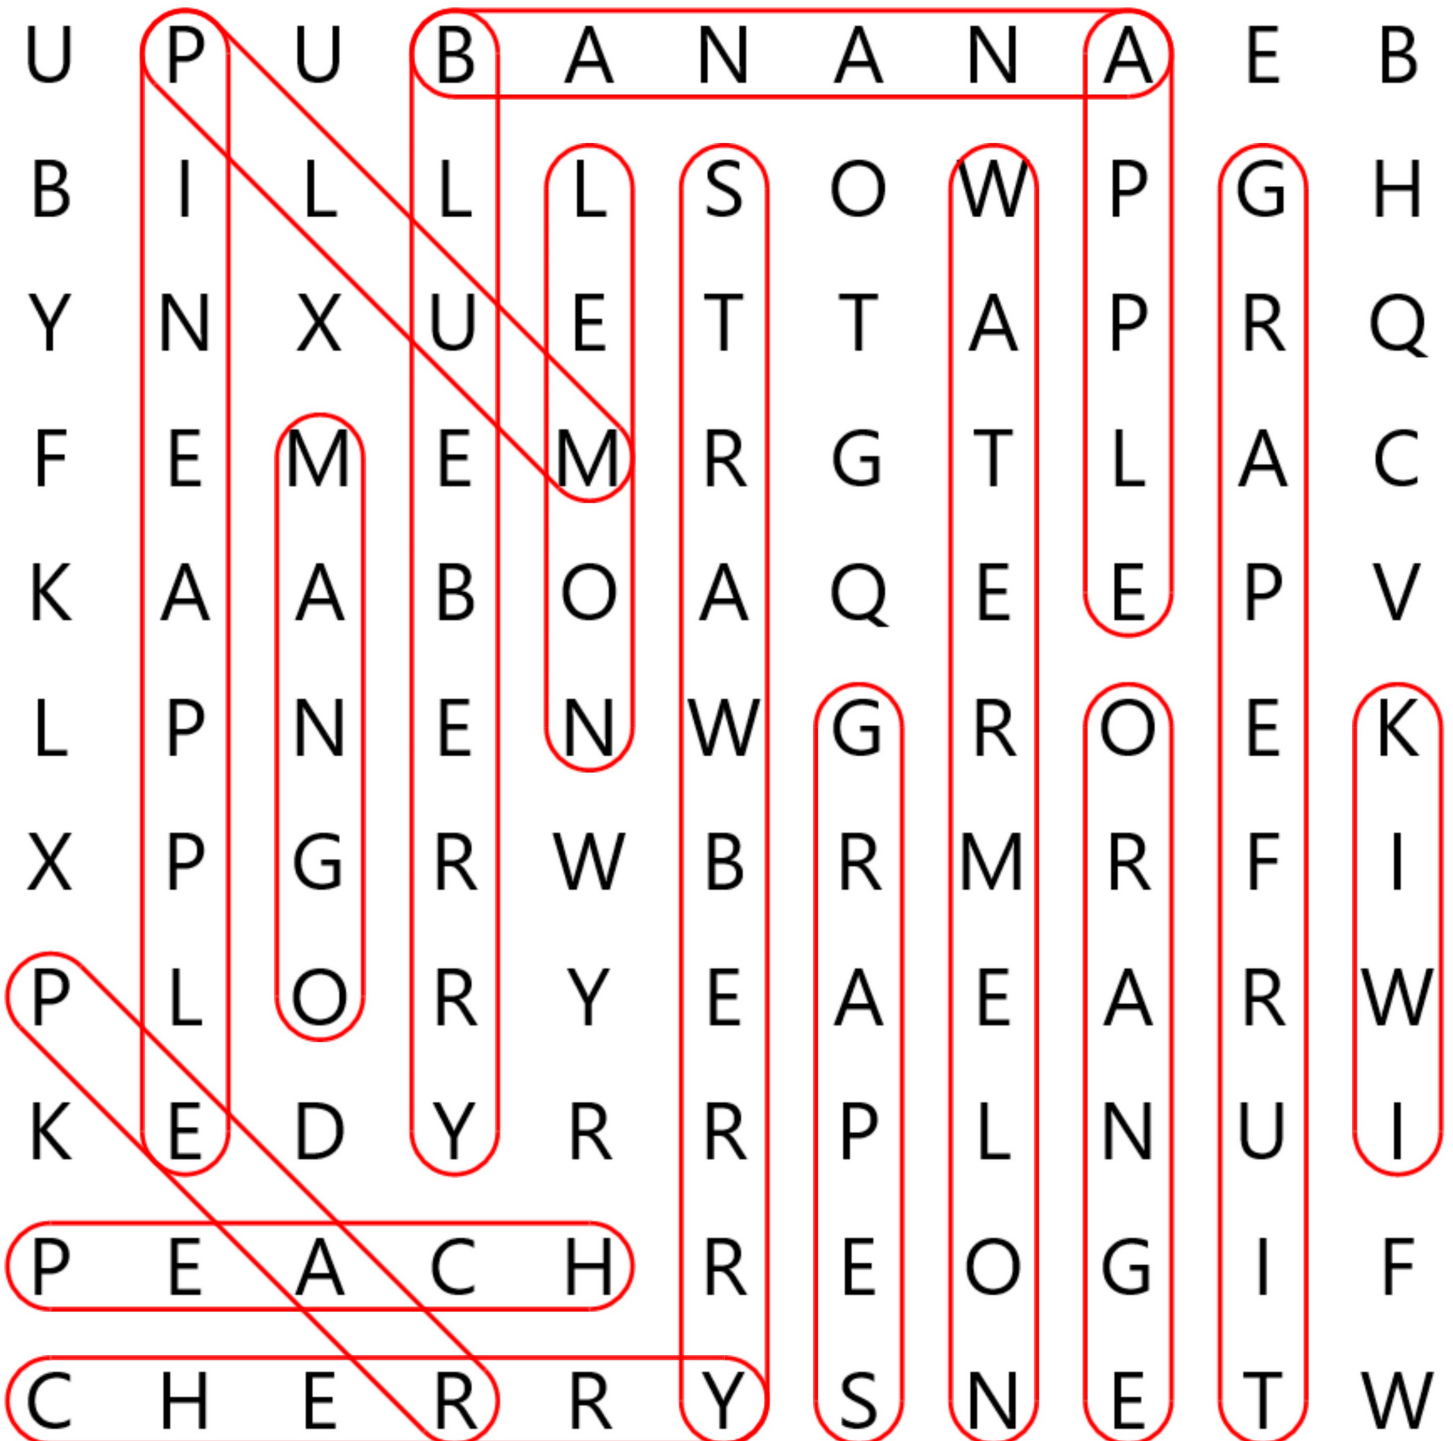 U P U B A N A N A E B
B I L L L S O W P G H
Y N X U E T T A P R Q
F E M E M R G T L A C
K A A B O A Q E E P V
L P N E N W G R O E K
X P G R W B R M R F I
P L O R Y E A E A R W
K E D Y R R P L N U I
P E A C H R E O G I F
C H E R R Y S N E T W